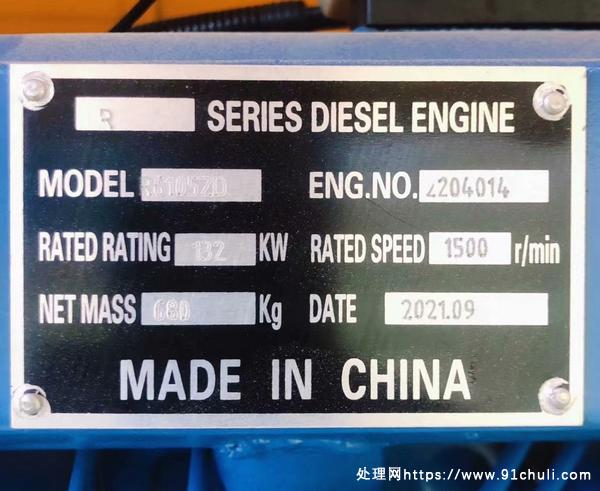 R SERIES DIESEL ENGINE
MODEL R6105ZD ENG.NO. 2204014
RATED RATING 132 KW RATED SPEED 1500 r/min
NET MASS 680 Kg DATE 2021.09
MADE IN CHINA
处理网https://www.91chuli.com/